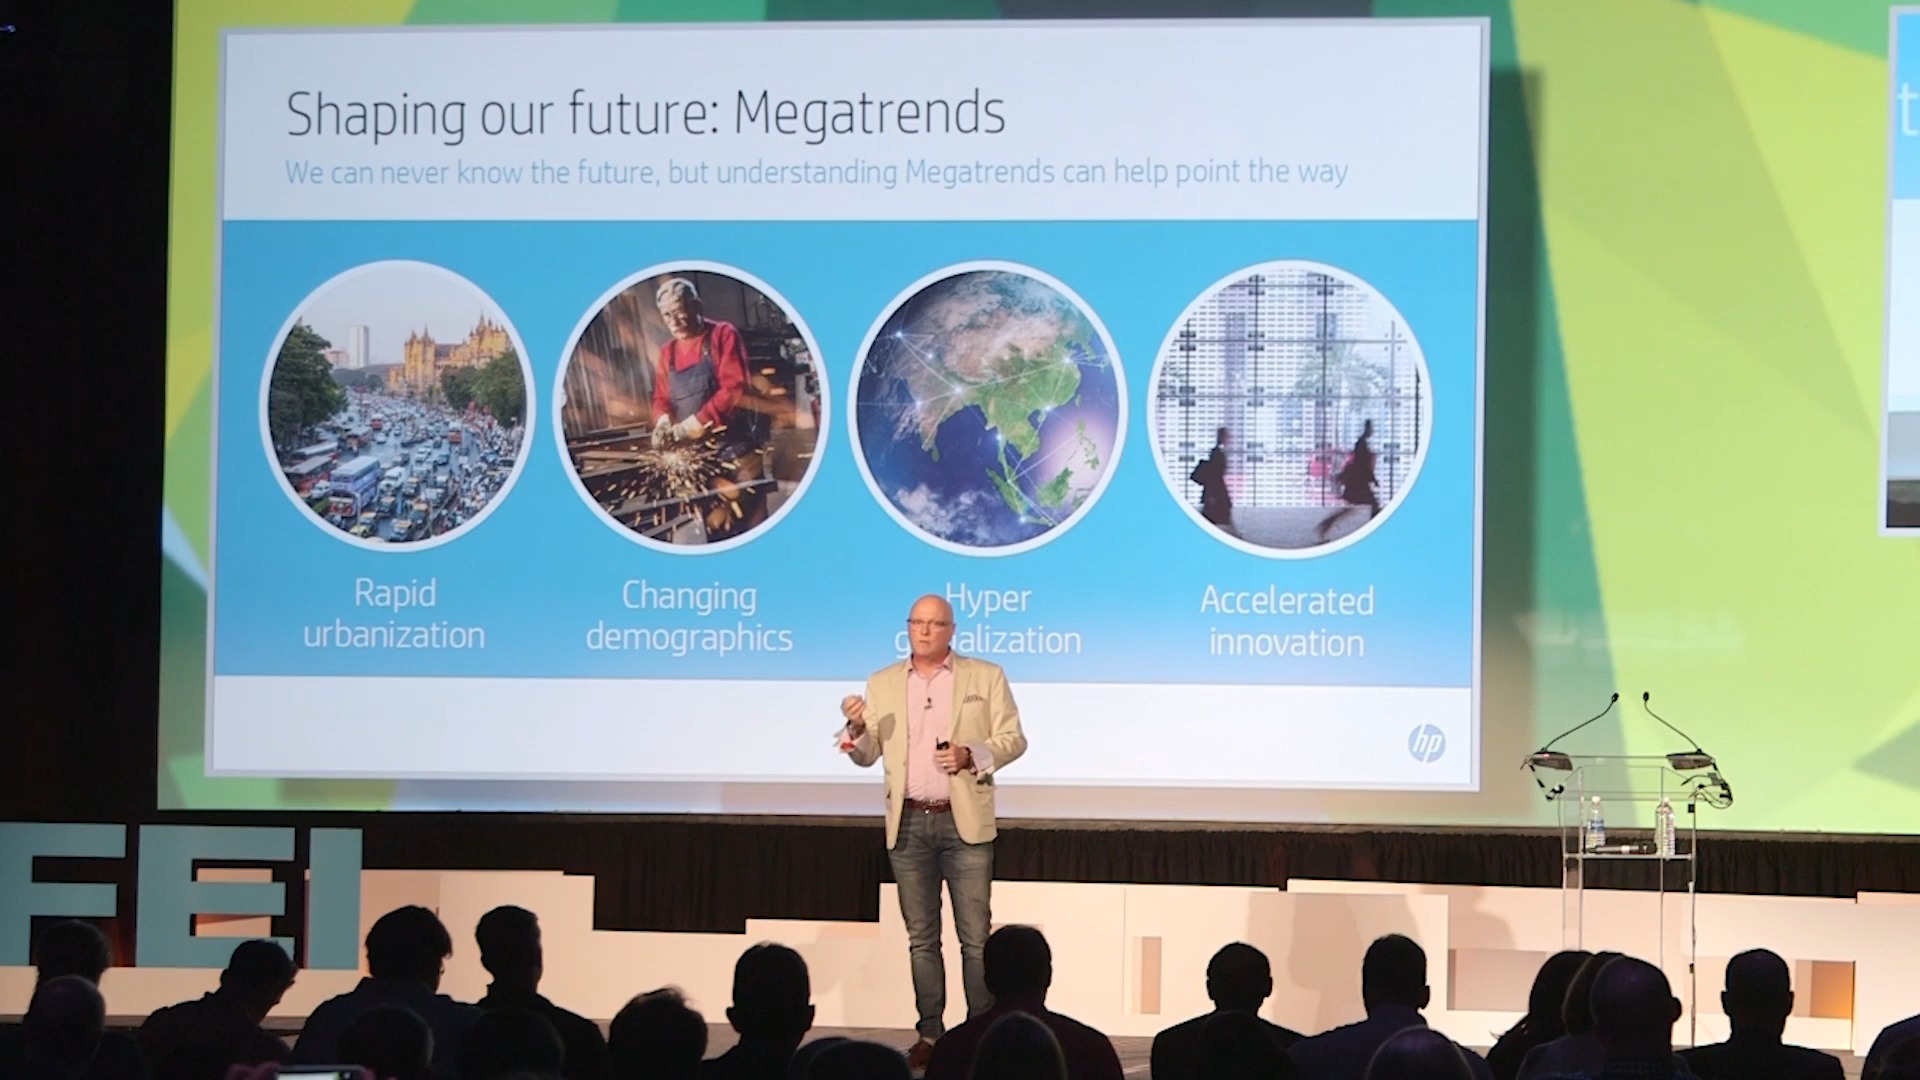 Shaping our future: Megatrends
We can never know the future, but understanding Megatrends can help point the way
Rapid
urbanization
Changing
demographics
Hyper
Accelerated
innovation
hp
FEI